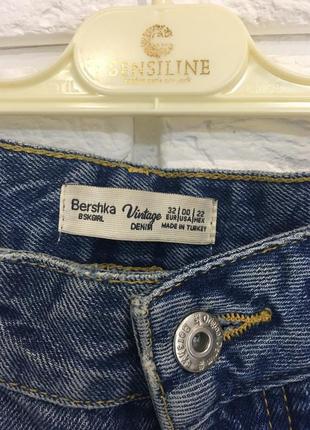 SENSILINE
Bershka
BSKGRL
Vintage
DENIM
32 | 00 | 22
EUR | USA | MEX
MADE IN TURKEY